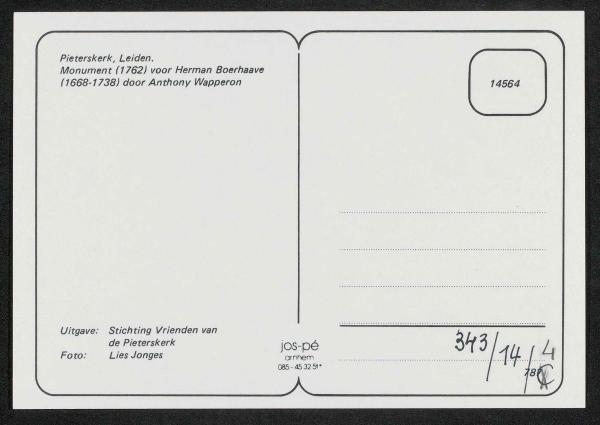 Pieterskerk, Leiden.
Monument (1762) voor Herman Boerhaave
(1668-1738) door Anthony Wapperon
14564
Uitgave: Stichting Vrienden van
de Pieterskerk
Foto: Lies Jonges
jos-pé
arnhem
085-45 32 51*
343/14/4